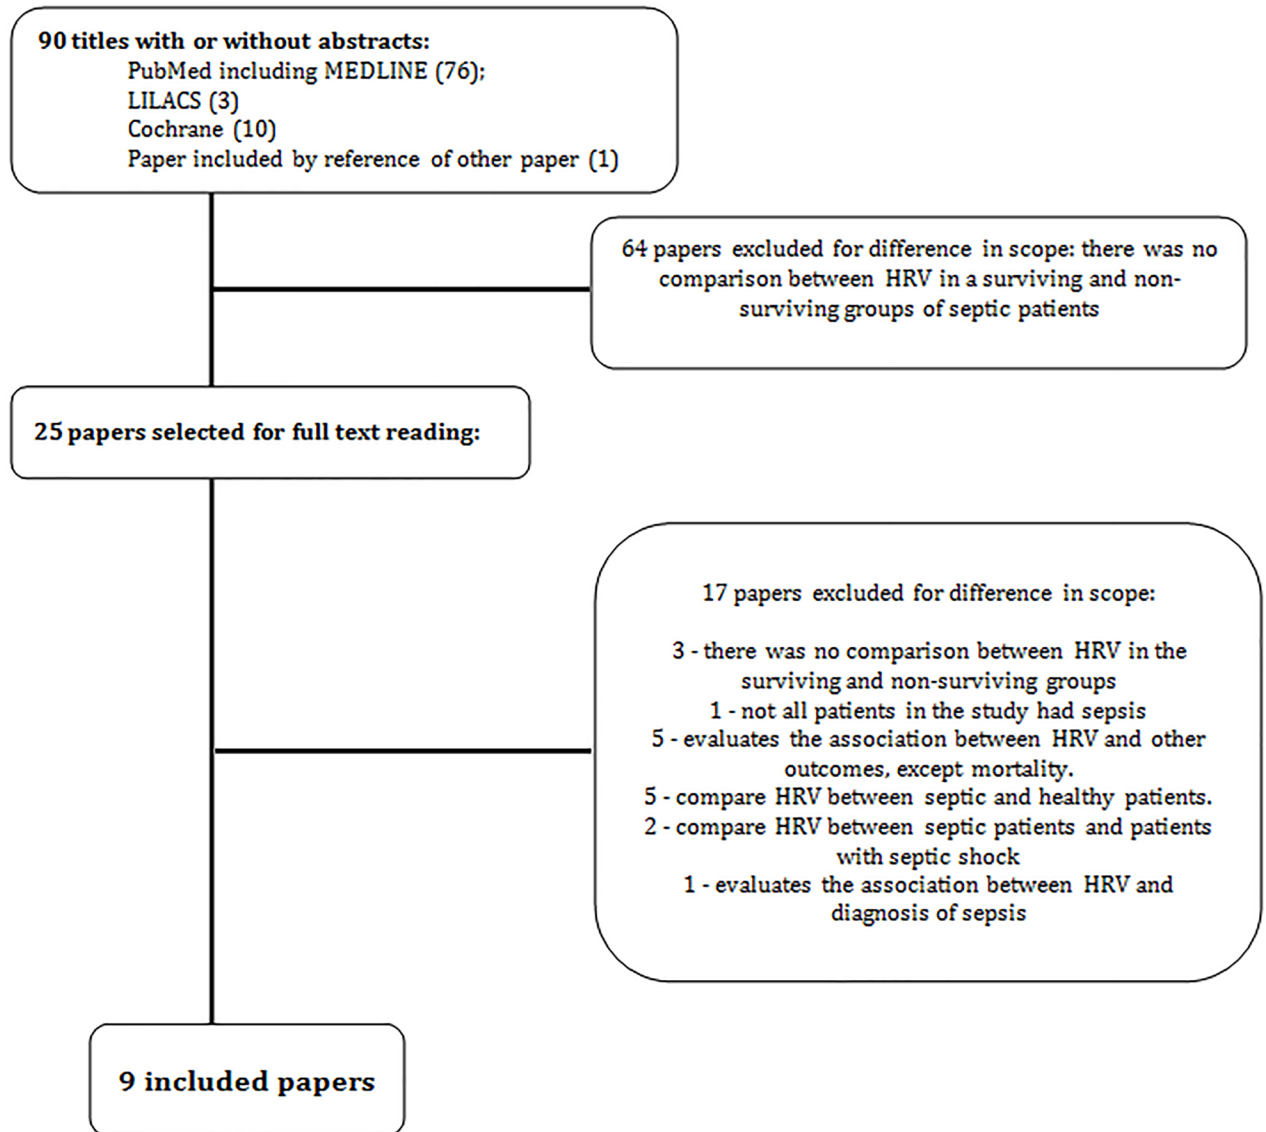 90 titles with or without abstracts:
PubMed including MEDLINE (76);
LILACS (3)
Cochrane (10)
Paper included by reference of other paper (1)
64 papers excluded for difference in scope: there was no
comparison between HRV in a surviving and non-
surviving groups of septic patients
25 papers selected for full text reading:
17 papers excluded for difference in scope:
3 - there was no comparison between HRV in the
surviving and non-surviving groups
1 - not all patients in the study had sepsis
5 - evaluates the association between HRV and other
outcomes, except mortality.
5 - compare HRV between septic and healthy patients.
2 - compare HRV between septic patients and patients
with septic shock
1 - evaluates the association between HRV and
diagnosis of sepsis
9 included papers